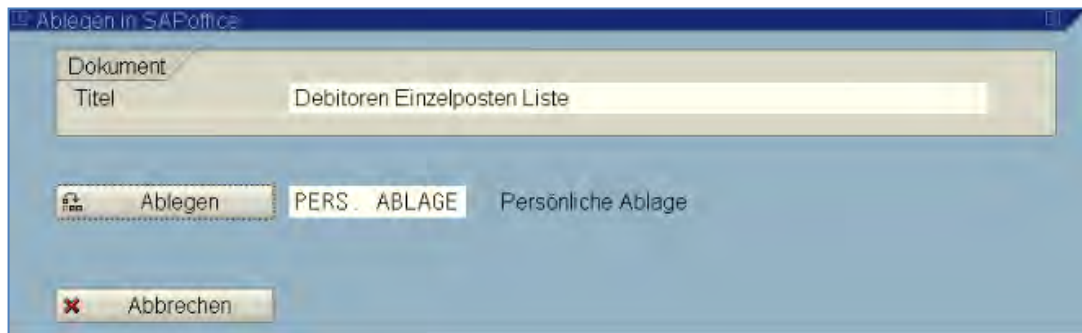 Ablegen in SAPoffice
Dokument
Titel Debitoren Einzelposten Liste
Ablegen PERS. ABLAGE Persönliche Ablage
Abbrechen